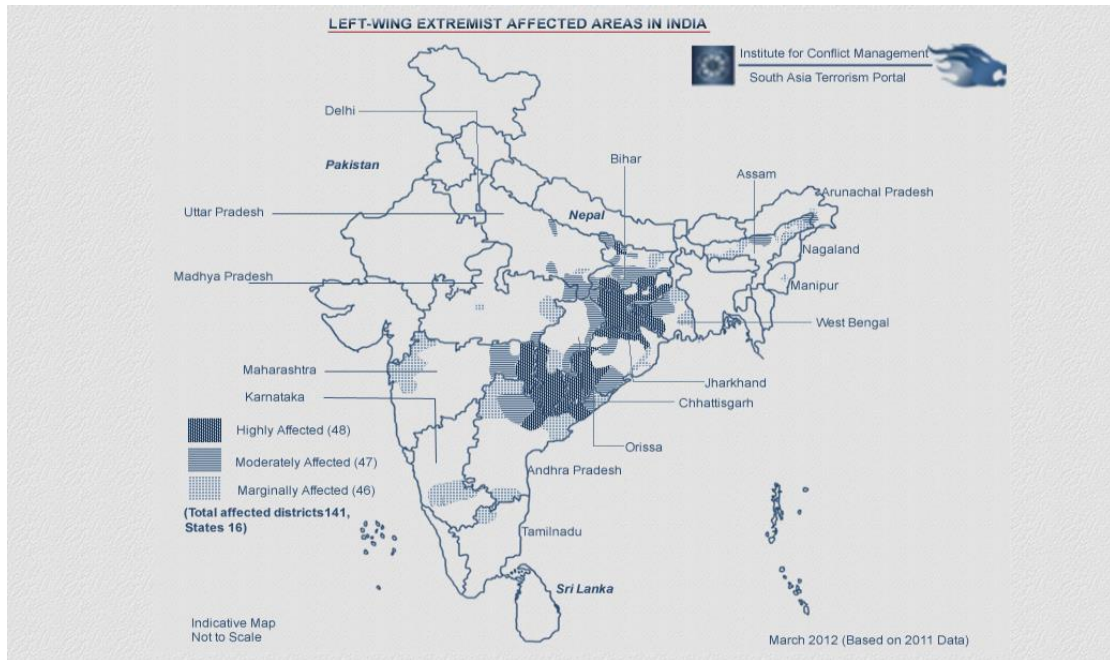 LEFT-WING EXTREMIST AFFECTED AREAS IN INDIA
Institute for Conflict Management
South Asia Terrorism Portal
Delhi
Pakistan
Bihar
Assam
Arunachal Pradesh
Uttar Pradesh
Nepal
Nagaland
Madhya Pradesh
Manipur
West Bengal
Maharashtra
Jharkhand
Karnataka
Chhattisgarh
Highly Affected (48)
Orissa
Moderately Affected (47)
Andhra Pradesh
Marginally Affected (46)
(Total affected districts141,
States 16)
Tamilnadu
Sri Lanka
Indicative Map
Not to Scale
March 2012 (Based on 2011 Data)